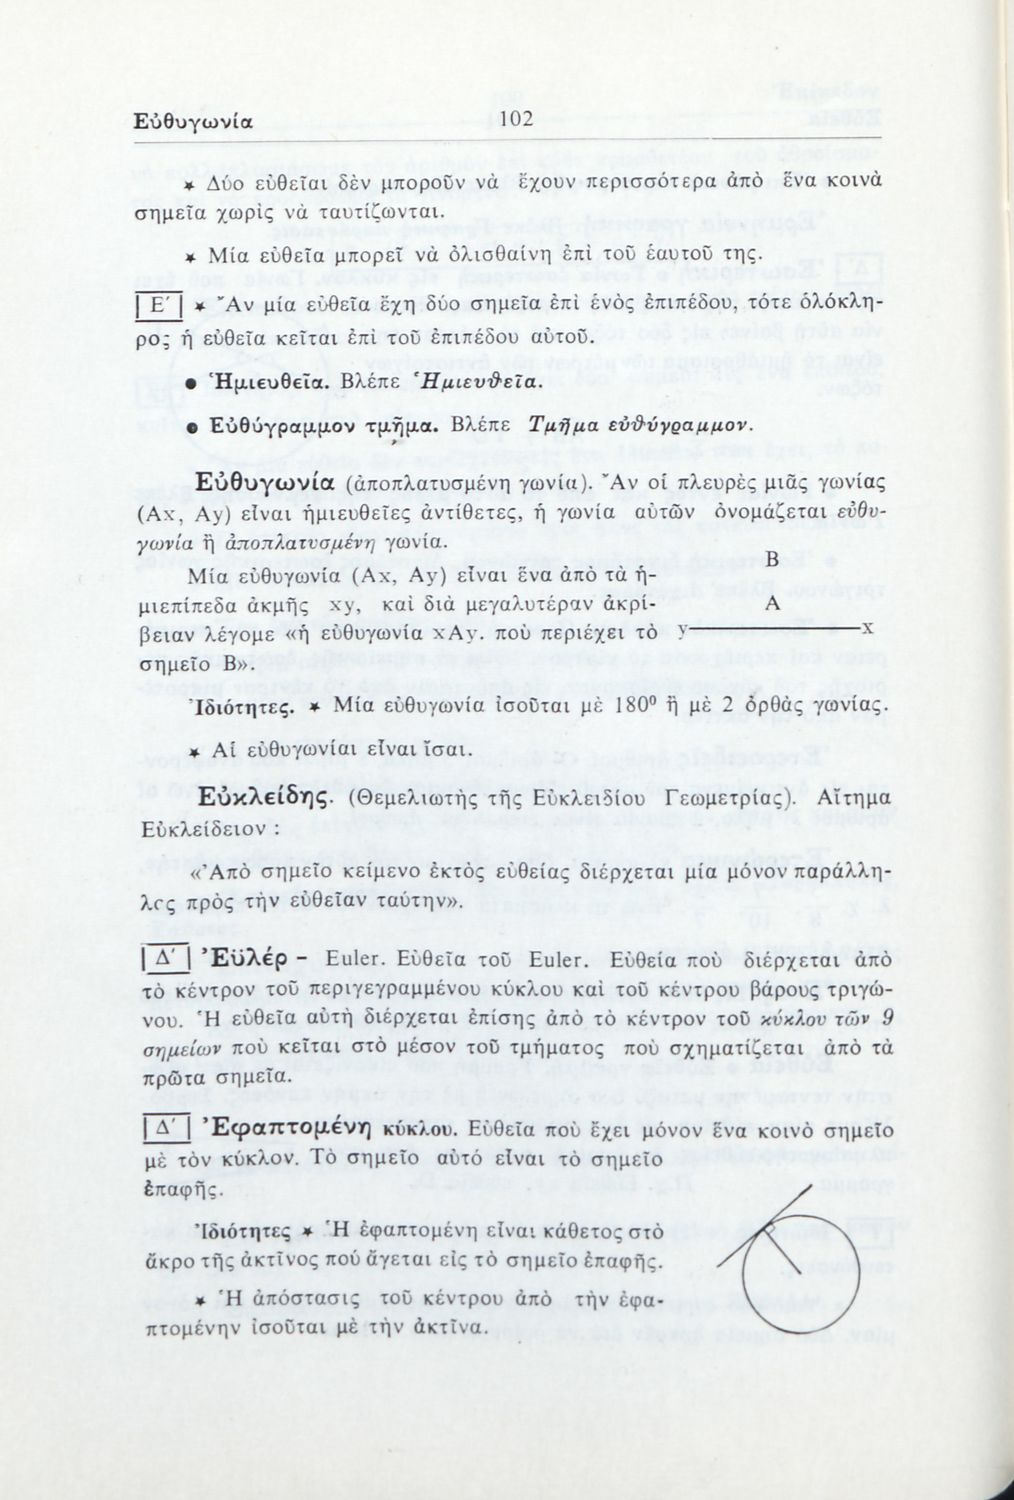 Εὐθυγωνία 102
* Δύο εὐθεῖαι δὲν μποροῦν νὰ ἔχουν περισσότερα ἀπὸ ἕνα κοινὰ
σημεῖα χωρὶς νὰ ταυτίζωνται.
* Μία εὐθεῖα μπορεῖ νὰ ὀλισθαίνη ἐπὶ τοῦ ἑαυτοῦ της.
| Ε΄ | * Ἂν μία εὐθεῖα ἔχη δύο σημεῖα ἐπὶ ἑνὸς ἐπιπέδου, τότε ὁλόκλη-
ρος ἡ εὐθεῖα κεῖται ἐπὶ τοῦ ἐπιπέδου αὐτοῦ.
● Ἡμιευθεῖα. Βλέπε Ἡμιευθεῖα.
● Εὐθύγραμμον τμῆμα. Βλέπε Τμῆμα εὐθύγραμμον.
Εὐθυγωνία (ἀποπλατυσμένη γωνία). Ἂν οἱ πλευρὲς μιᾶς γωνίας
(Αx, Αy) εἶναι ἡμιευθεῖες ἀντίθετες, ἡ γωνία αὐτῶν ὀνομάζεται εὐθυ-
γωνία ἢ ἀποπλατυσμένη γωνία.
Μία εὐθυγωνία (Αx, Αy) εἶναι ἕνα ἀπὸ τὰ ἡ-
μιεπίπεδα ἀκμῆς xy, καὶ διὰ μεγαλυτέραν ἀκρί-
βειαν λέγομε «ἡ εὐθυγωνία xAy. ποὺ περιέχει τὸ
σημεῖο Β».
Β
Α
y x
Ἰδιότητες. * Μία εὐθυγωνία ἰσοῦται μὲ 180⁰ ἢ μὲ 2 ὀρθὰς γωνίας.
* Αἱ εὐθυγωνίαι εἶναι ἴσαι.
Εὐκλείδης. (Θεμελιωτὴς τῆς Εὐκλειδίου Γεωμετρίας). Αἴτημα
Εὐκλείδειον :
«Ἀπὸ σημεῖο κείμενο ἐκτὸς εὐθείας διέρχεται μία μόνον παράλλη-
λος πρὸς τὴν εὐθεῖαν ταύτην».
| Δ΄ | Ἐϋλέρ – Euler. Εὐθεῖα τοῦ Euler. Εὐθεία ποὺ διέρχεται ἀπὸ
τὸ κέντρον τοῦ περιγεγραμμένου κύκλου καὶ τοῦ κέντρου βάρους τριγώ-
νου. Ἡ εὐθεῖα αὐτὴ διέρχεται ἐπίσης ἀπὸ τὸ κέντρον τοῦ κύκλου τῶν 9
σημείων ποὺ κεῖται στὸ μέσον τοῦ τμήματος ποὺ σχηματίζεται ἀπὸ τὰ
πρῶτα σημεῖα.
| Δ΄ | Ἐφαπτομένη κύκλου. Εὐθεῖα ποὺ ἔχει μόνον ἕνα κοινὸ σημεῖο
μὲ τὸν κύκλον. Τὸ σημεῖο αὐτό εἶναι τὸ σημεῖο
ἐπαφῆς.
Ἰδιότητες * Ἡ ἐφαπτομένη εἶναι κάθετος στὸ
ἄκρο τῆς ἀκτῖνος πού ἄγεται εἰς τὸ σημεῖο ἐπαφῆς.
* Ἡ ἀπόστασις τοῦ κέντρου ἀπὸ τὴν ἐφα-
πτομένην ἰσοῦται μὲ τὴν ἀκτῖνα.